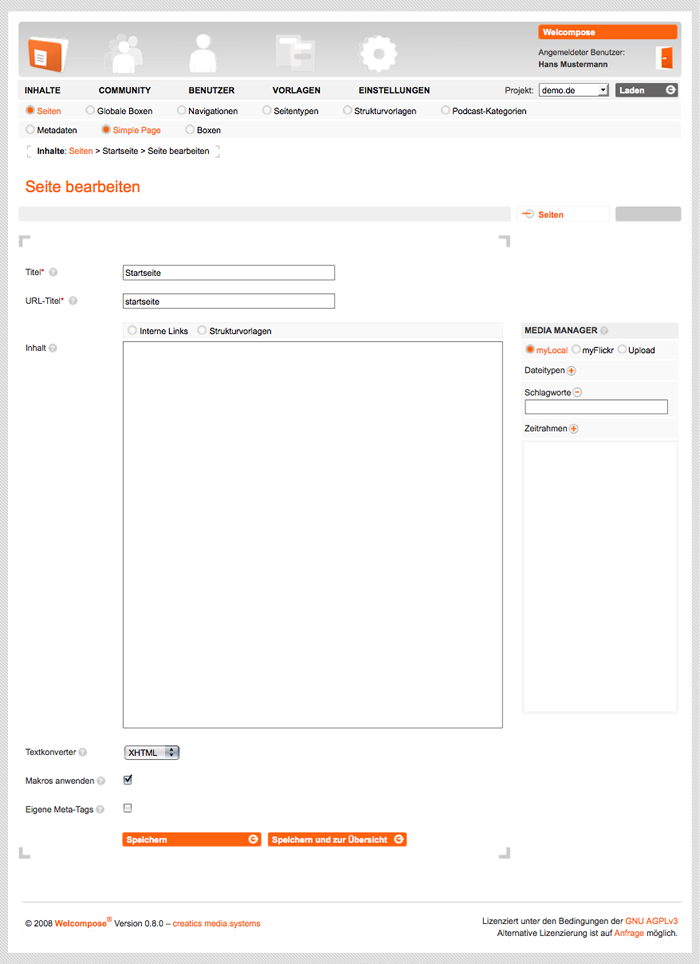 Welcompose
Angemeldeter Benutzer:
Hans Mustermann
INHALTE COMMUNITY BENUTZER VORLAGEN EINSTELLUNGEN Projekt: demo.de Laden
Seiten Globale Boxen Navigationen Seitentypen Strukturvorlagen Podcast-Kategorien
Metadaten Simple Page Boxen
Inhalte: Seiten > Startseite > Seite bearbeiten
Seite bearbeiten
Seiten
Titel* ? Startseite
URL-Titel* ? startseite
Interne Links Strukturvorlagen
Inhalt ?
MEDIA MANAGER ?
myLocal myFlickr Upload
Dateitypen +
Schlagworte −
Zeitrahmen +
Textkonverter ? XHTML
Makros anwenden ?
Eigene Meta-Tags ?
Speichern Speichern und zur Übersicht
© 2008 Welcompose® Version 0.8.0 – creatics media.systems
Lizenziert unter den Bedingungen der GNU AGPLv3
Alternative Lizenzierung ist auf Anfrage möglich.